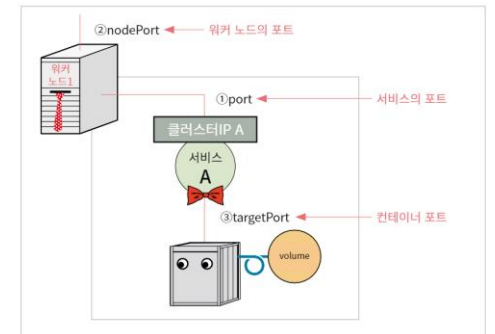 ②nodePort
워커 노드의 포트
워커
노드1
①port
서비스의 포트
클러스터IP A
서비스
A
③targetPort
컨테이너 포트
volume